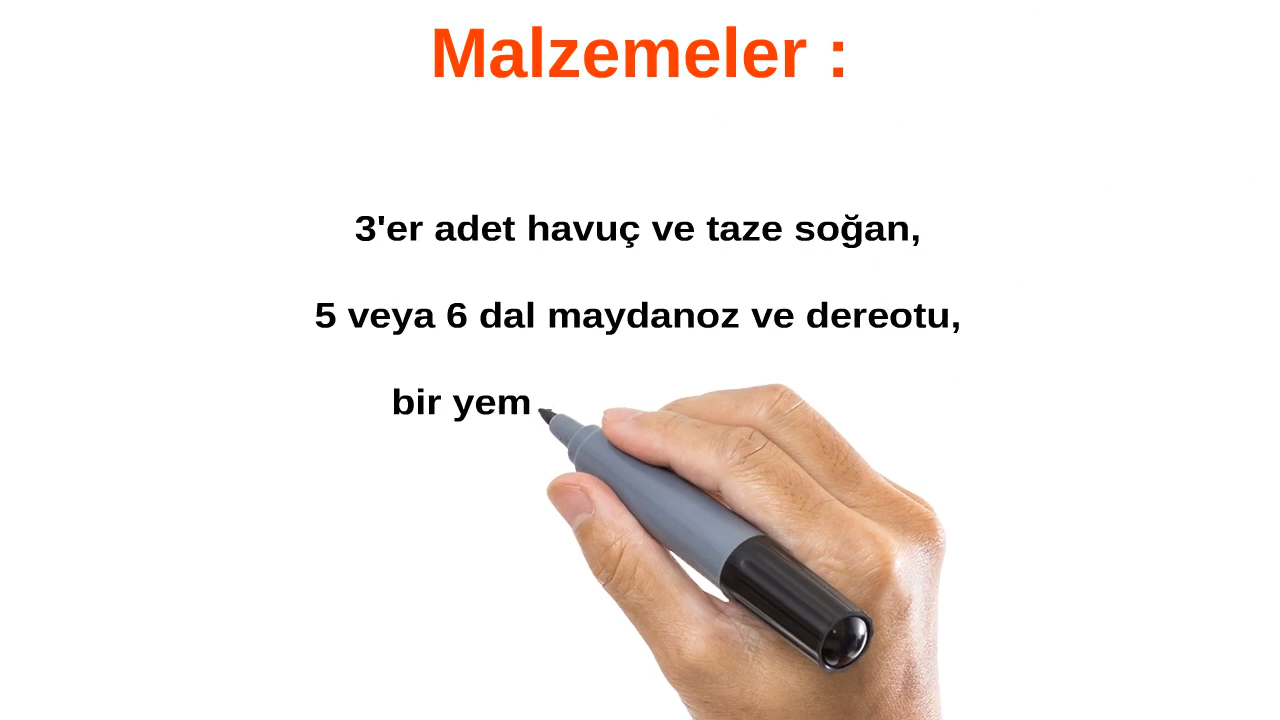 Malzemeler :
3'er adet havuç ve taze soğan,
5 veya 6 dal maydanoz ve dereotu,
bir yem